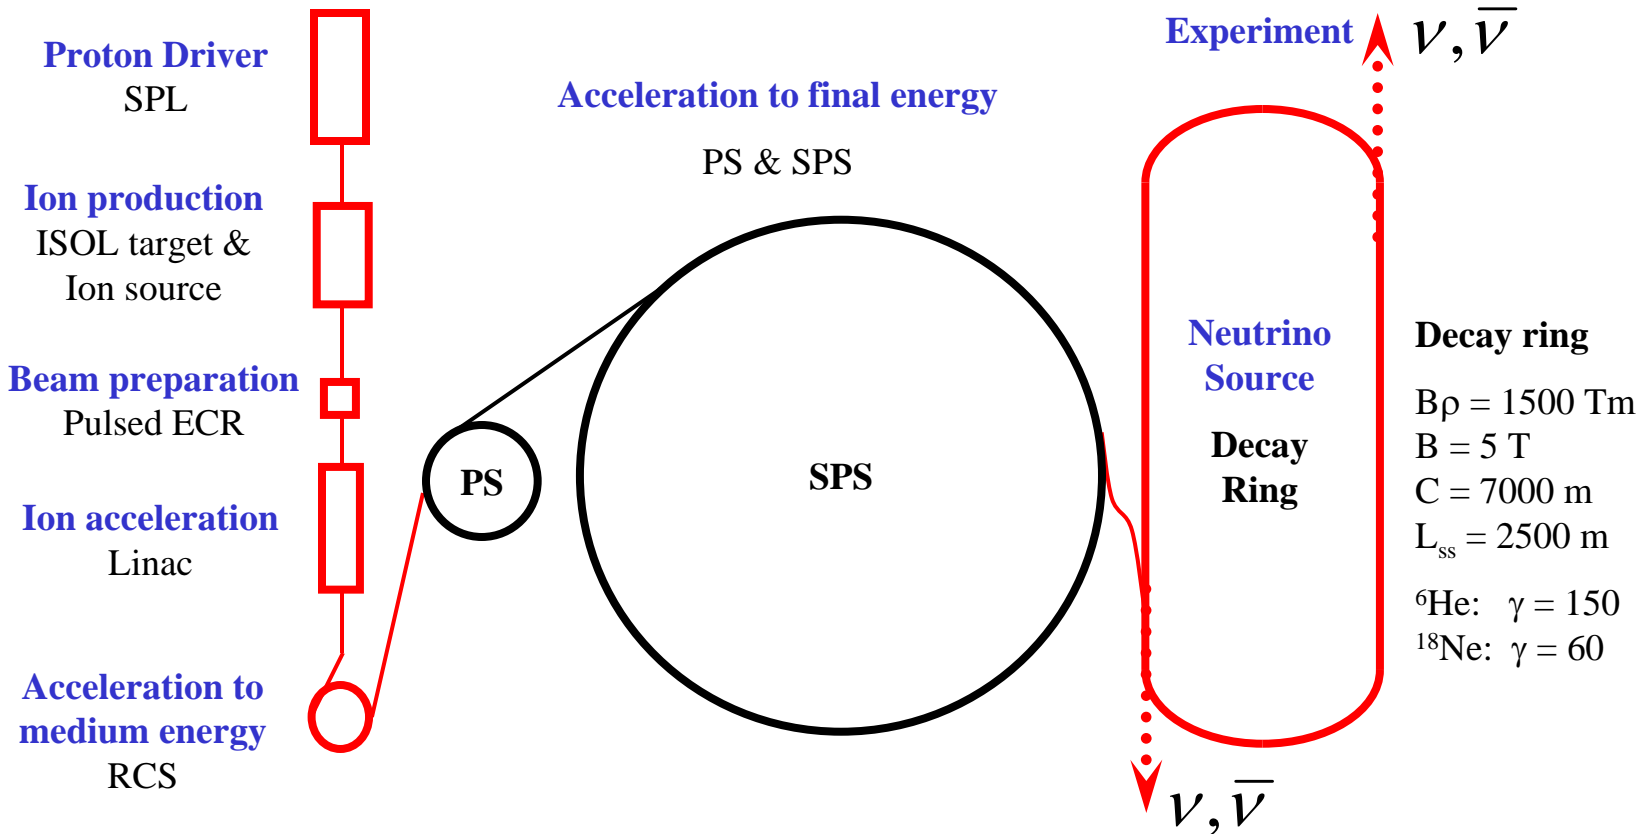 Proton Driver
SPL
Ion production
ISOL target &
Ion source
Beam preparation
Pulsed ECR
Ion acceleration
Linac
Acceleration to
medium energy
RCS
Acceleration to final energy
PS & SPS
PS
SPS
Experiment
ν, ν̅
Neutrino
Source
Decay
Ring
ν, ν̅
Decay ring
Bρ = 1500 Tm
B = 5 T
C = 7000 m
Lss = 2500 m
⁶He: γ = 150
¹⁸Ne: γ = 60